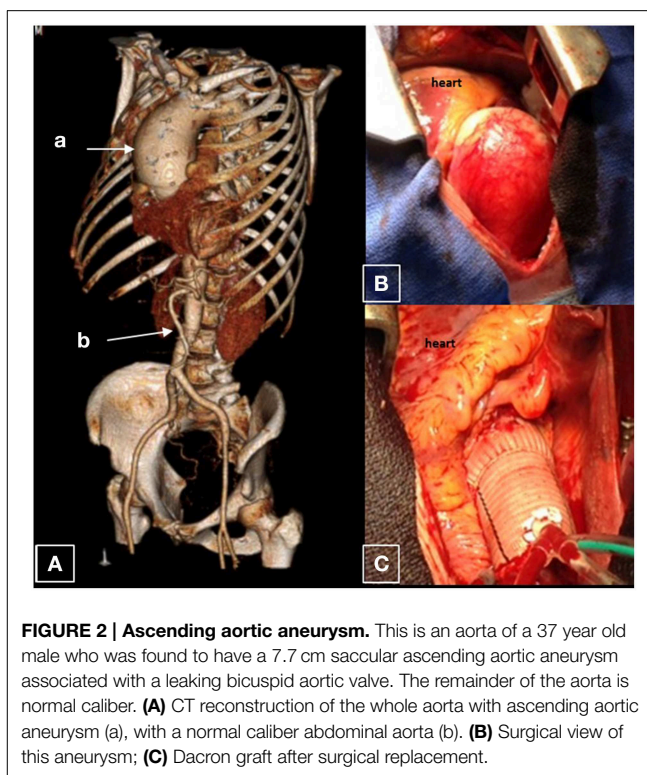 a
b
A
heart
B
heart
C
FIGURE 2 | Ascending aortic aneurysm. This is an aorta of a 37 year old
male who was found to have a 7.7 cm saccular ascending aortic aneurysm
associated with a leaking bicuspid aortic valve. The remainder of the aorta is
normal caliber. (A) CT reconstruction of the whole aorta with ascending aortic
aneurysm (a), with a normal caliber abdominal aorta (b). (B) Surgical view of
this aneurysm; (C) Dacron graft after surgical replacement.